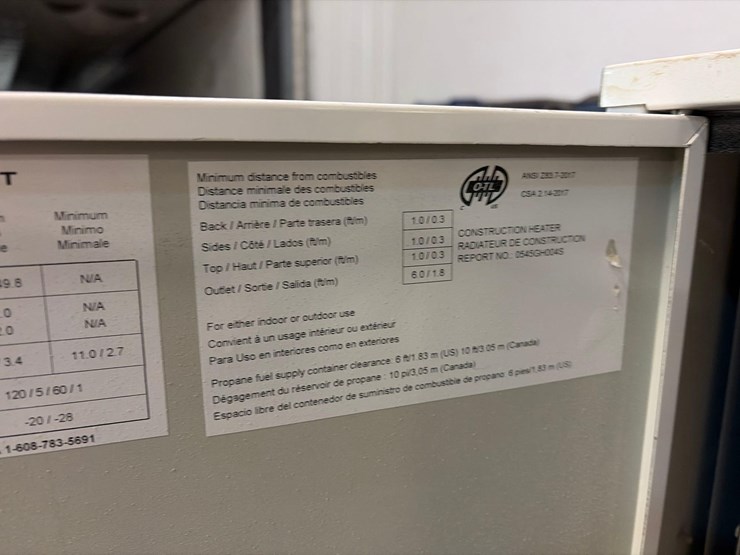 T
Minimum
Minimo
Minimale
N/A
N/A
N/A
3.4
11.0 / 2.7
120 / 5 / 60 / 1
-20 / -28
1-608-783-5691
Minimum distance from combustibles
Distance minimale des combustibles
Distancia minima de combustibles
Back / Arrière / Parte trasera (ft/m) 1.0 / 0.3
Sides / Côté / Lados (ft/m) 1.0 / 0.3
Top / Haut / Parte superior (ft/m) 1.0 / 0.3
Outlet / Sortie / Salida (ft/m) 6.0 / 1.8
O-TL
C US
ANSI Z83.7-2017
CSA 2.14-2017
CONSTRUCTION HEATER
RADIATEUR DE CONSTRUCTION
REPORT NO.: 0545GH004S
For either indoor or outdoor use
Convient à un usage intérieur ou extérieur
Para Uso en interiores como en exteriores
Propane fuel supply container clearance: 6 ft/1.83 m (US) 10 ft/3.05 m (Canada)
Dégagement du réservoir de propane : 10 pi/3,05 m (Canada)
Espacio libre del contenedor de suministro de combustible de propano: 6 pies/1,83 m (US)